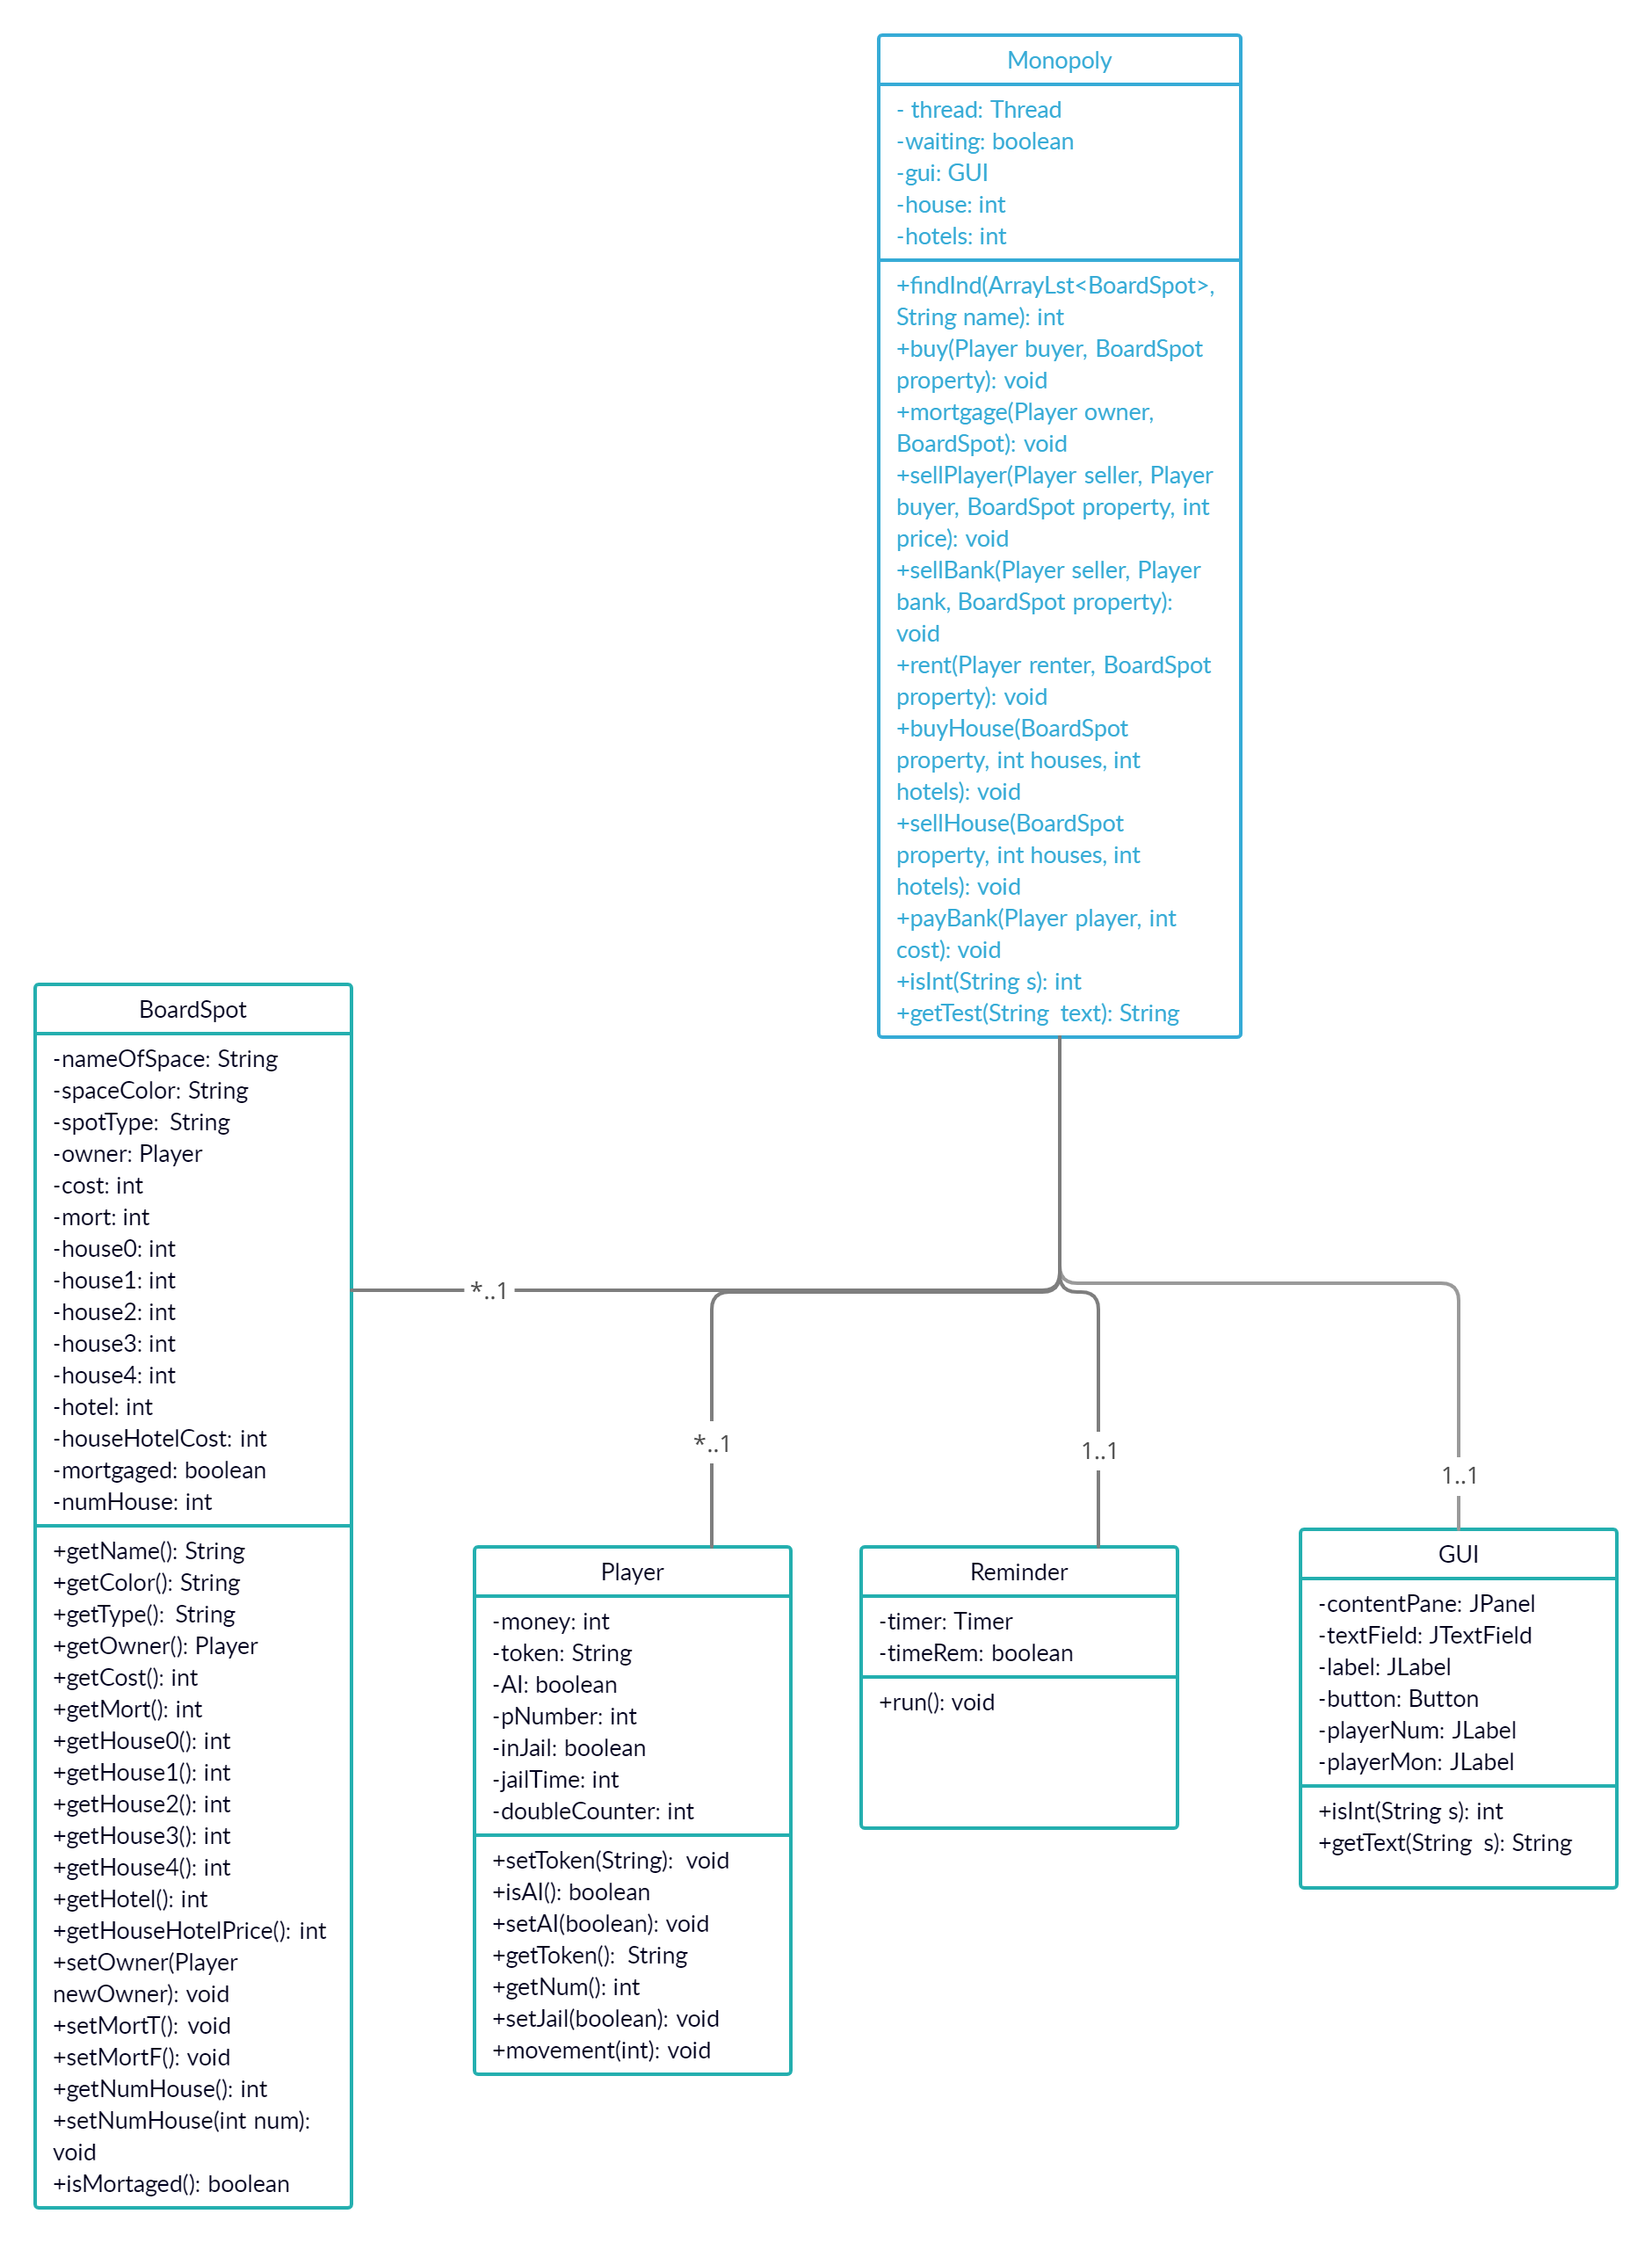 Monopoly
- thread: Thread
-waiting: boolean
-gui: GUI
-house: int
-hotels: int
+findInd(ArrayLst<BoardSpot>,
String name): int
+buy(Player buyer, BoardSpot
property): void
+mortgage(Player owner,
BoardSpot): void
+sellPlayer(Player seller, Player
buyer, BoardSpot property, int
price): void
+sellBank(Player seller, Player
bank, BoardSpot property):
void
+rent(Player renter, BoardSpot
property): void
+buyHouse(BoardSpot
property, int houses, int
hotels): void
+sellHouse(BoardSpot
property, int houses, int
hotels): void
+payBank(Player player, int
cost): void
+isInt(String s): int
+getTest(String text): String
BoardSpot
-nameOfSpace: String
-spaceColor: String
-spotType: String
-owner: Player
-cost: int
-mort: int
-house0: int
-house1: int
-house2: int
-house3: int
-house4: int
-hotel: int
-houseHotelCost: int
-mortgaged: boolean
-numHouse: int
+getName(): String
+getColor(): String
+getType(): String
+getOwner(): Player
+getCost(): int
+getMort(): int
+getHouse0(): int
+getHouse1(): int
+getHouse2(): int
+getHouse3(): int
+getHouse4(): int
+getHotel(): int
+getHouseHotelPrice(): int
+setOwner(Player
newOwner): void
+setMortT(): void
+setMortF(): void
+getNumHouse(): int
+setNumHouse(int num):
void
+isMortaged(): boolean
*..1
*..1
1..1
1..1
Player
-money: int
-token: String
-AI: boolean
-pNumber: int
-inJail: boolean
-jailTime: int
-doubleCounter: int
+setToken(String): void
+isAI(): boolean
+setAI(boolean): void
+getToken(): String
+getNum(): int
+setJail(boolean): void
+movement(int): void
Reminder
-timer: Timer
-timeRem: boolean
+run(): void
GUI
-contentPane: JPanel
-textField: JTextField
-label: JLabel
-button: Button
-playerNum: JLabel
-playerMon: JLabel
+isInt(String s): int
+getText(String s): String